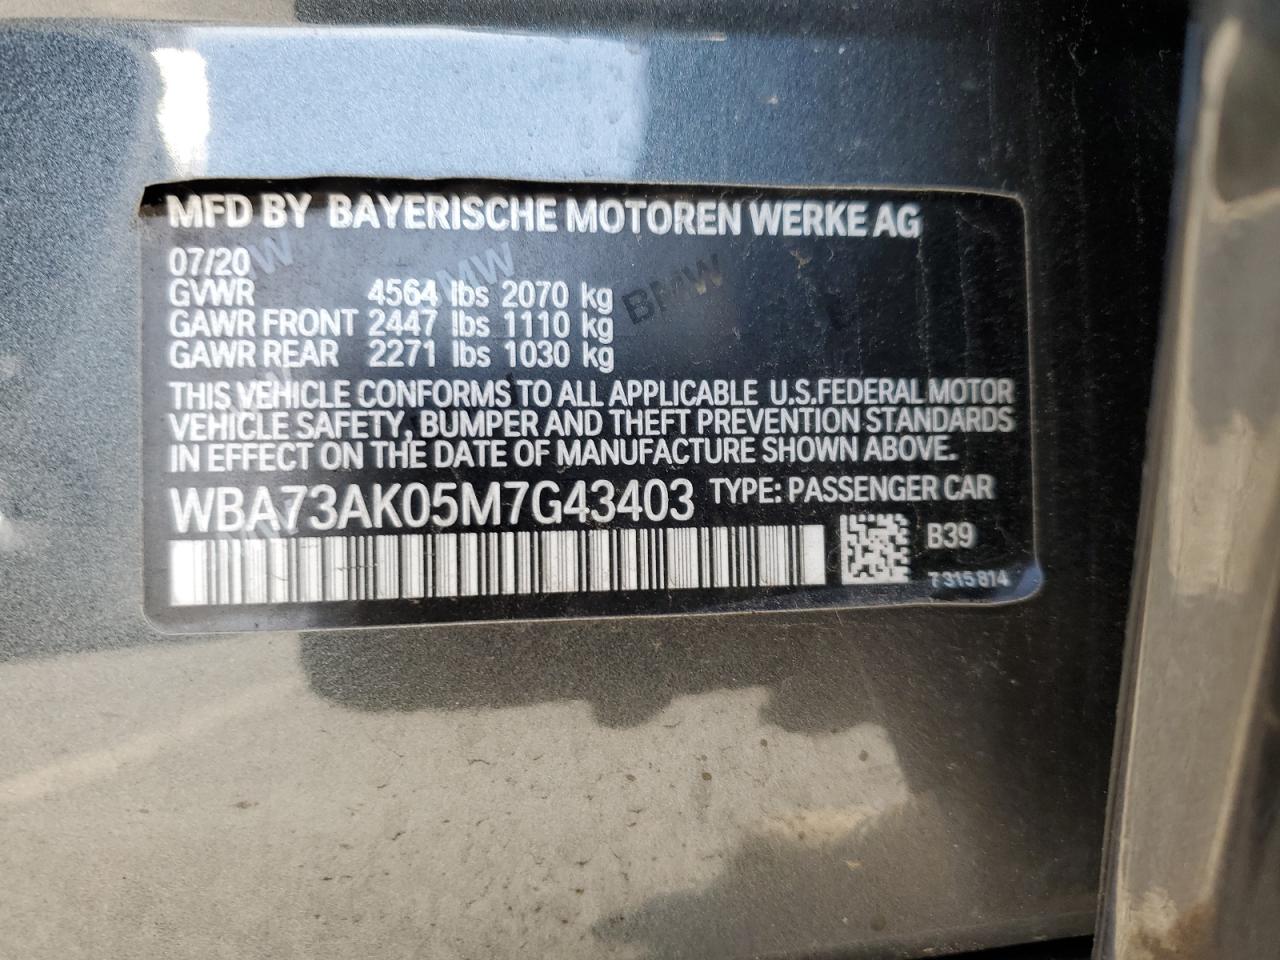 MFD BY BAYERISCHE MOTOREN WERKE AG
07/20
GVWR 4564 lbs 2070 kg
GAWR FRONT 2447 lbs 1110 kg
GAWR REAR 2271 lbs 1030 kg
THIS VEHICLE CONFORMS TO ALL APPLICABLE U.S.FEDERAL MOTOR
VEHICLE SAFETY, BUMPER AND THEFT PREVENTION STANDARDS
IN EFFECT ON THE DATE OF MANUFACTURE SHOWN ABOVE.
WBA73AK05M7G43403 TYPE: PASSENGER CAR
B39
7315814
BMW